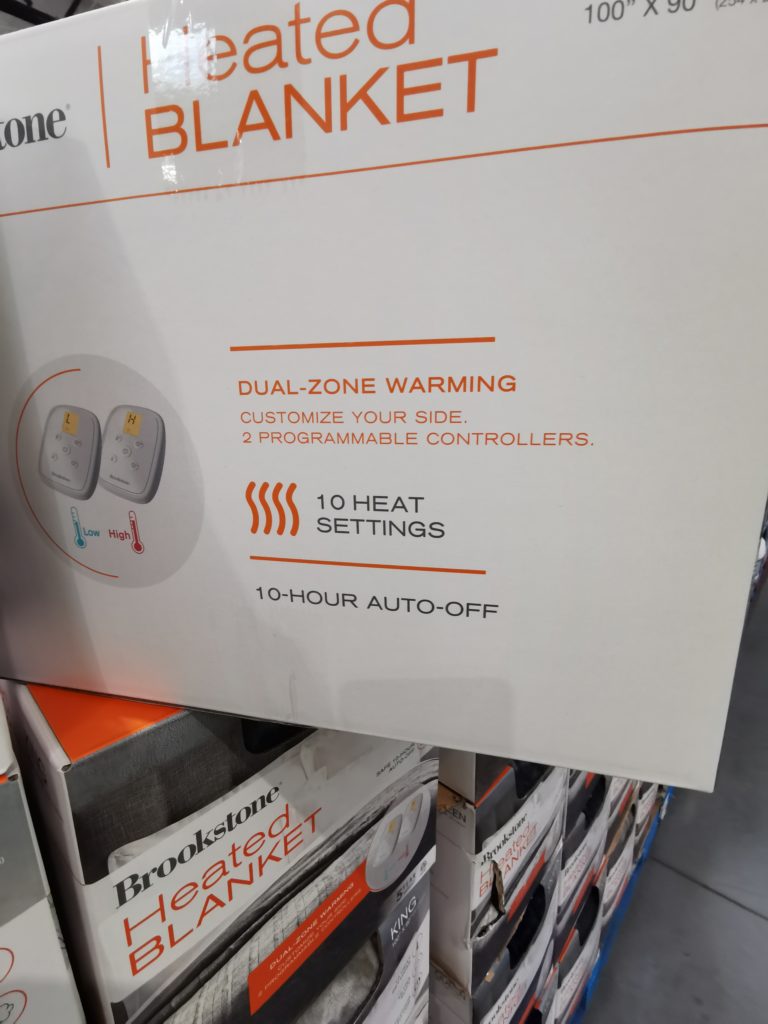 Heated
BLANKET
100" X 90"
DUAL-ZONE WARMING
CUSTOMIZE YOUR SIDE.
2 PROGRAMMABLE CONTROLLERS.
L
H
Low High
10 HEAT
SETTINGS
10-HOUR AUTO-OFF
Brookstone
Heated
BLANKET
DUAL-ZONE WARMING
KING
Brookstone
Heated
BLANKET